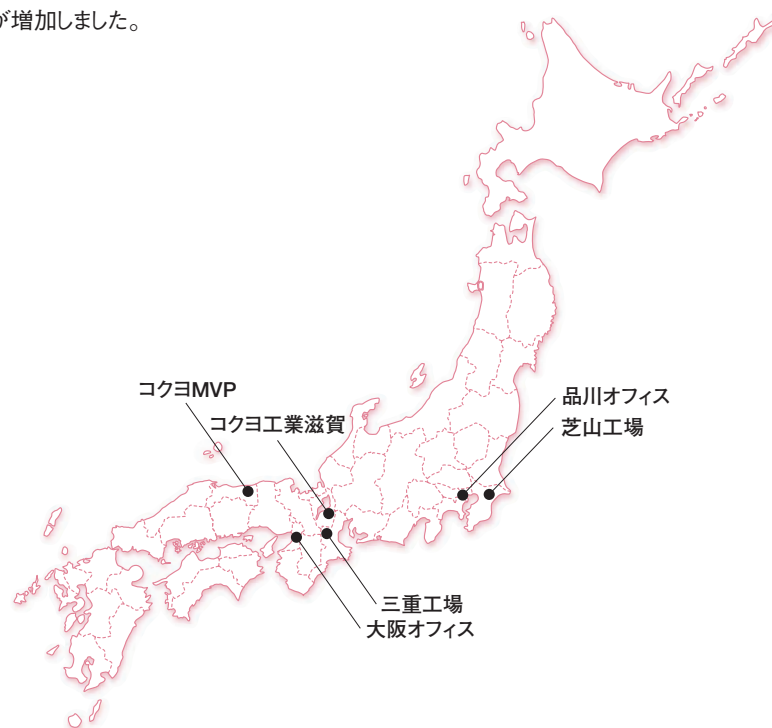 が増加しました。
コクヨMVP
コクヨ工業滋賀
品川オフィス
芝山工場
三重工場
大阪オフィス